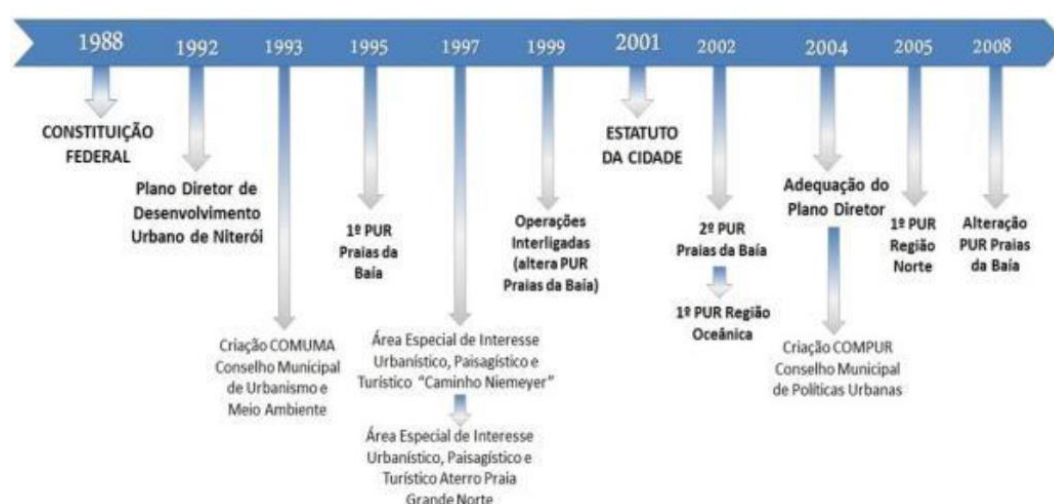 1988
1992
1993
1995
1997
1999
2001
2002
2004
2005
2008
CONSTITUIÇÃO
FEDERAL
Plano Diretor de
Desenvolvimento
Urbano de Niterói
Criação COMUMA
Conselho Municipal
de Urbanismo e
Meio Ambiente
1º PUR
Praias da
Baía
Área Especial de Interesse
Urbanístico, Paisagístico e
Turístico "Caminho Niemeyer"
Área Especial de Interesse
Urbanístico, Paisagístico e
Turístico Aterro Praia
Grande Norte
Operações
Interligadas
(altera PUR
Praias da Baía)
ESTATUTO
DA CIDADE
2º PUR
Praias da Baía
1º PUR Região
Oceânica
Adequação do
Plano Diretor
Criação COMPUR
Conselho Municipal
de Políticas Urbanas
1º PUR
Região
Norte
Alteração
PUR Praias
da Baía